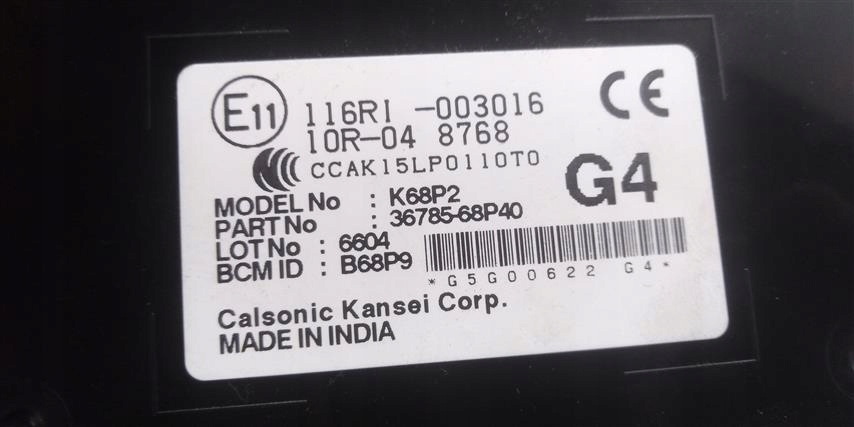 E11 116RI -003016 CE
10R-04 8768
CCAK15LP0110T0 G4
MODEL No : K68P2
PART No : 36785-68P40
LOT No : 6604
BCM ID : B68P9
*G5G00622 G4*
Calsonic Kansei Corp.
MADE IN INDIA